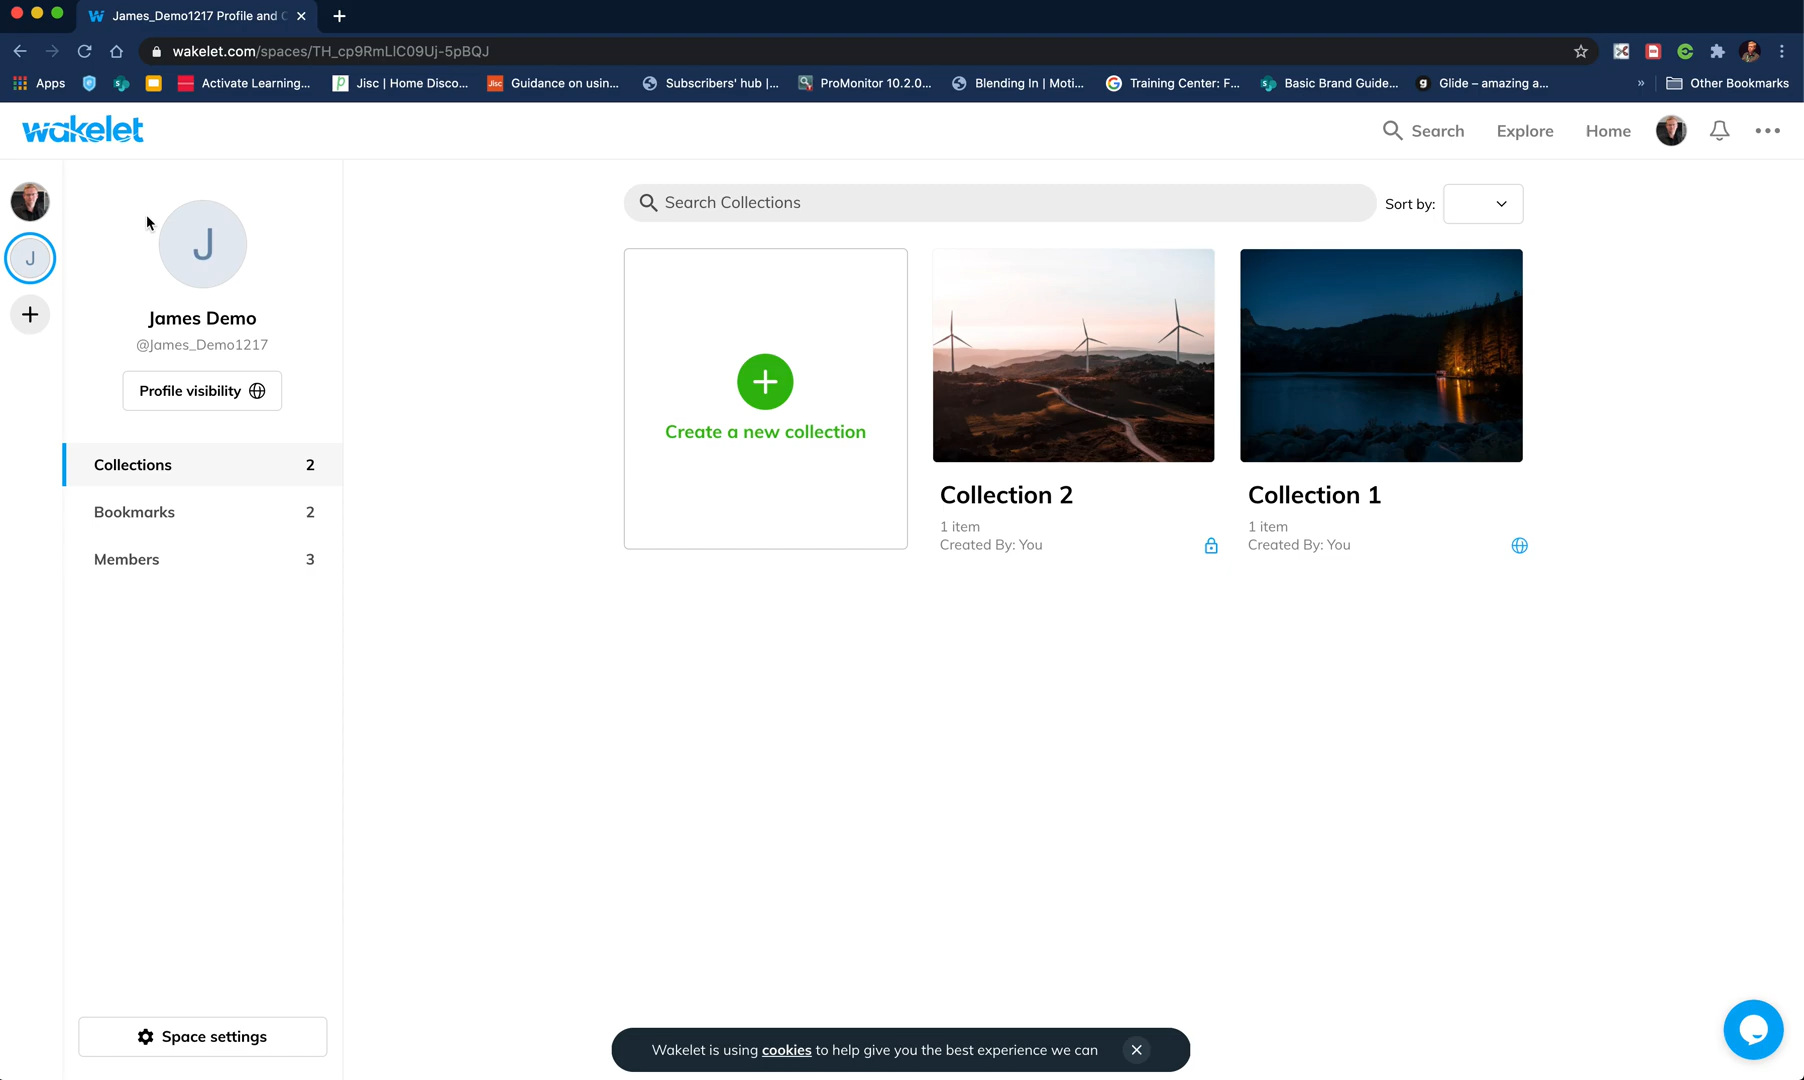 James_Demo1217 Profile and C
wakelet.com/spaces/TH_cp9RmLlC09Uj-5pBQJ
Apps
Activate Learning...
Jisc | Home Disco...
Guidance on usin...
Subscribers' hub |...
ProMonitor 10.2.0...
Blending In | Moti...
Training Center: F...
Basic Brand Guide...
Glide – amazing a...
»
Other Bookmarks
wakelet
Search
Explore
Home
J
J
James Demo
@James_Demo1217
Profile visibility
Collections 2
Bookmarks 2
Members 3
Space settings
Search Collections
Sort by:
Create a new collection
Collection 2
1 item
Created By: You
Collection 1
1 item
Created By: You
Wakelet is using cookies to help give you the best experience we can